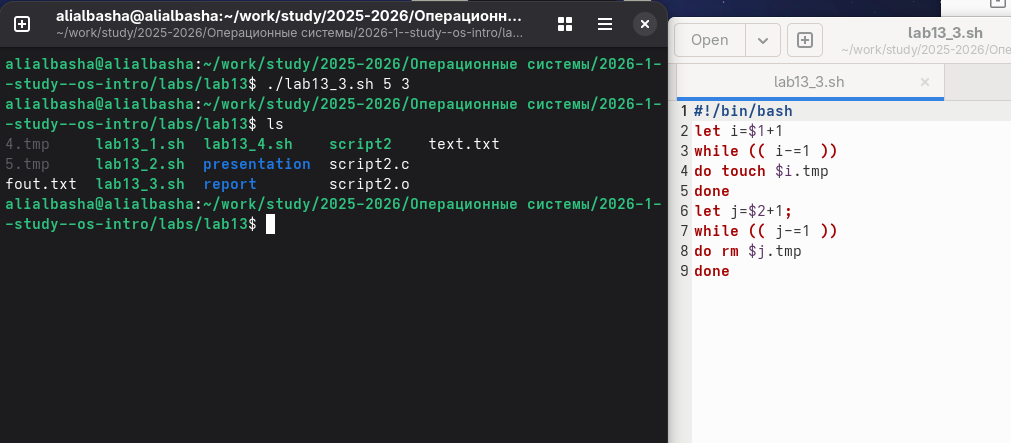 alialbasha@alialbasha:~/work/study/2025-2026/Операционн...
~/work/study/2025-2026/Операционные системы/2026-1--study--os-intro/la...
alialbasha@alialbasha:~/work/study/2025-2026/Операционные системы/2026-1-
-study--os-intro/labs/lab13$ ./lab13_3.sh 5 3
alialbasha@alialbasha:~/work/study/2025-2026/Операционные системы/2026-1-
-study--os-intro/labs/lab13$ ls
4.tmp lab13_1.sh lab13_4.sh script2 text.txt
5.tmp lab13_2.sh presentation script2.c
fout.txt lab13_3.sh report script2.o
alialbasha@alialbasha:~/work/study/2025-2026/Операционные системы/2026-1-
-study--os-intro/labs/lab13$
Open
lab13_3.sh
~/work/study/2025-2026/Опе
lab13_3.sh
1 #!/bin/bash
2 let i=$1+1
3 while (( i-=1 ))
4 do touch $i.tmp
5 done
6 let j=$2+1;
7 while (( j-=1 ))
8 do rm $j.tmp
9 done